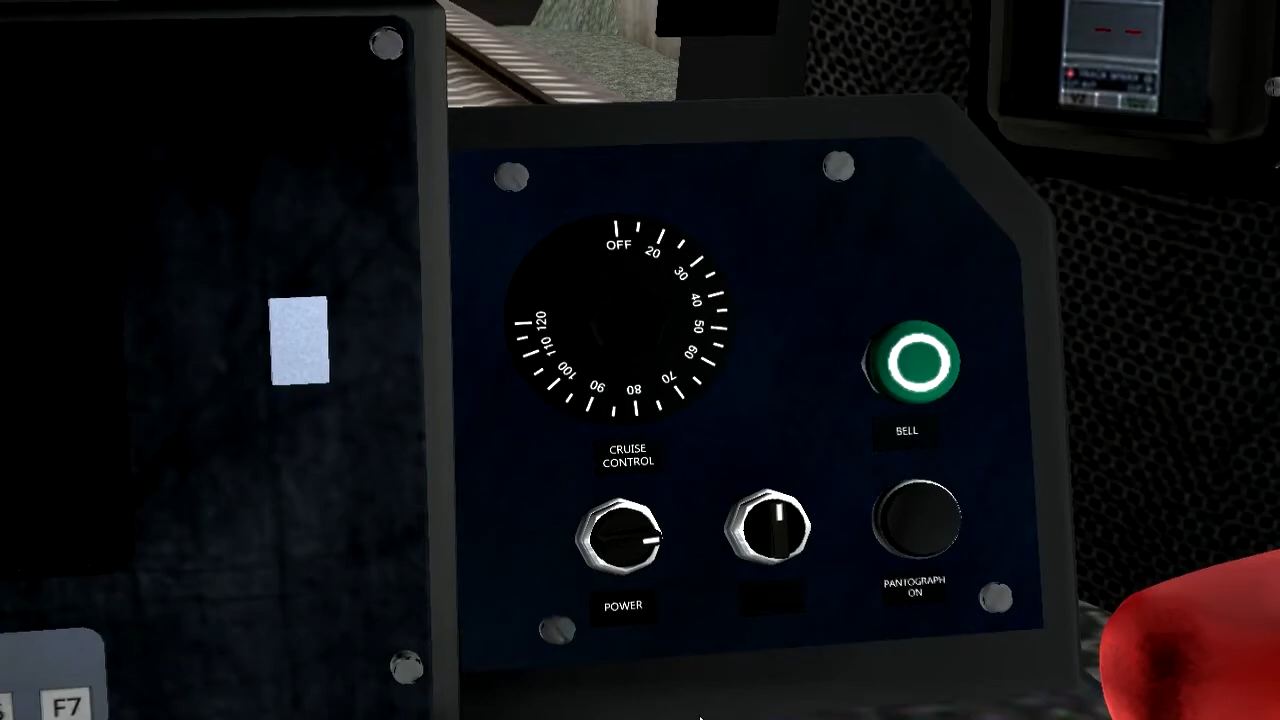 OFF
20
30
40
50
60
70
80
90
100
110
120
CRUISE
CONTROL
BELL
POWER
PANTOGRAPH
ON
F7